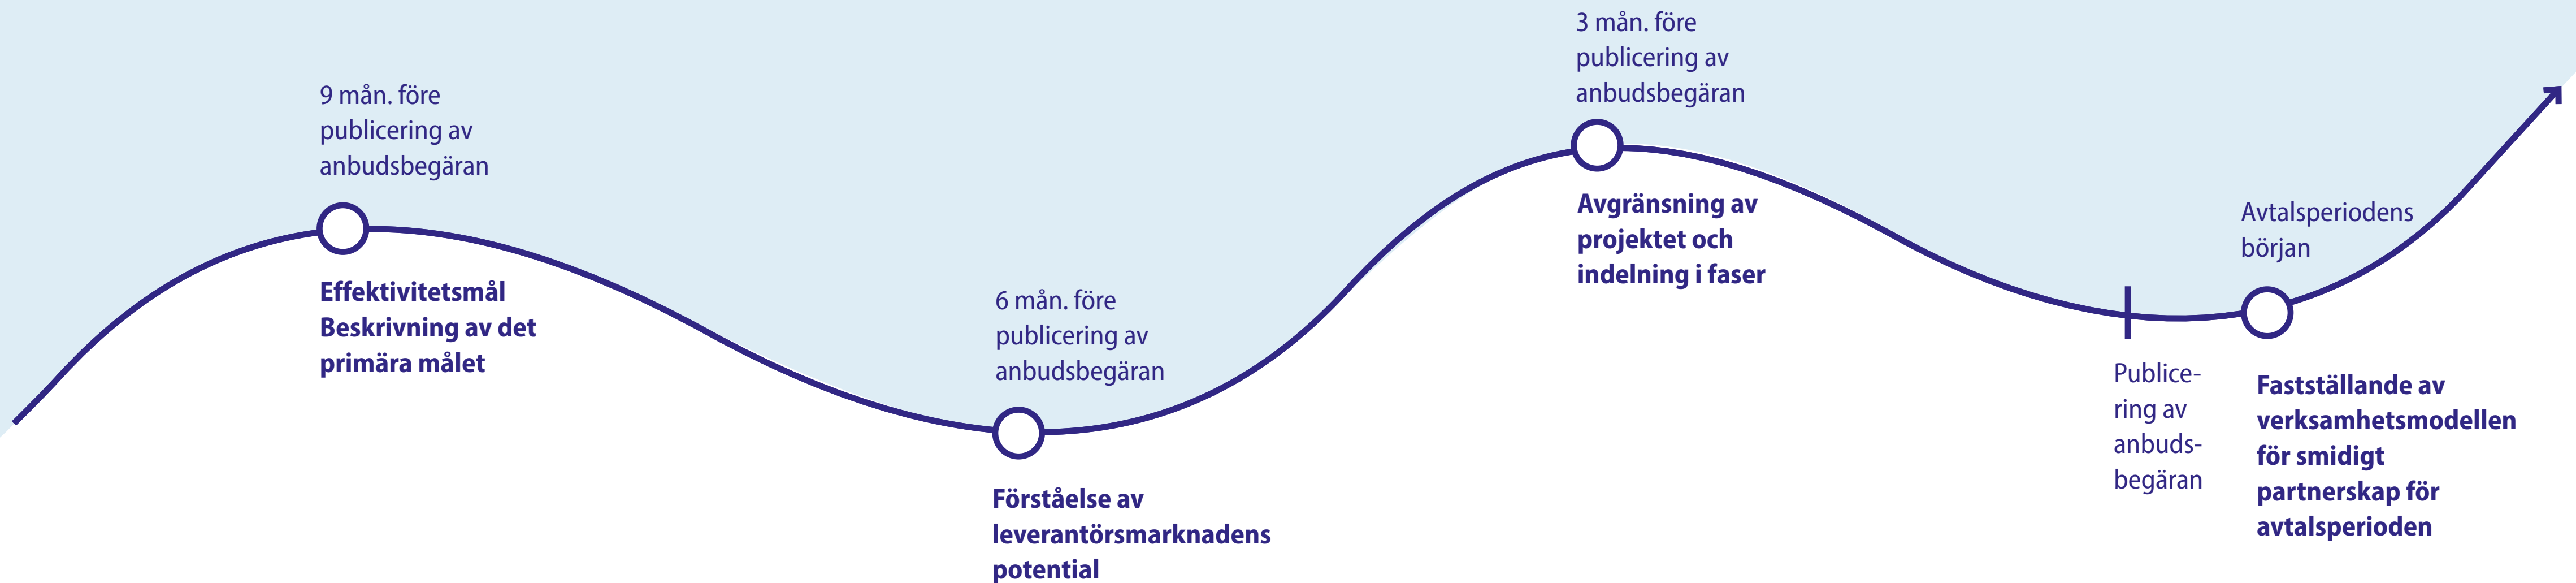 9 mån. före
publicering av
anbudsbegäran
Effektivitetsmål
Beskrivning av det
primära målet
6 mån. före
publicering av
anbudsbegäran
Förståelse av
leverantörsmarknadens
potential
3 mån. före
publicering av
anbudsbegäran
Avgränsning av
projektet och
indelning i faser
Publice-
ring av
anbuds-
begäran
Avtalsperiodens
början
Fastställande av
verksamhetsmodellen
för smidigt
partnerskap för
avtalsperioden